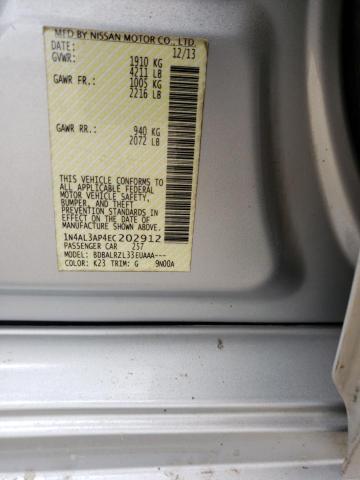 MFD BY NISSAN MOTOR CO., LTD.
DATE: 12/13
GVWR: 1910 KG
4211 LB
GAWR FR.: 1005 KG
2216 LB
GAWR RR.: 940 KG
2072 LB
THIS VEHICLE CONFORMS TO
ALL APPLICABLE FEDERAL
MOTOR VEHICLE SAFETY,
BUMPER, AND THEFT
PREVENTION STANDARDS IN
EFFECT ON THE DATE OF
MANUFACTURE SHOWN ABOVE.
1N4AL3AP4EC202912
PASSENGER CAR 257
MODEL: BDBALRZL33EUAAA---
COLOR: K23 TRIM: G 9N00A